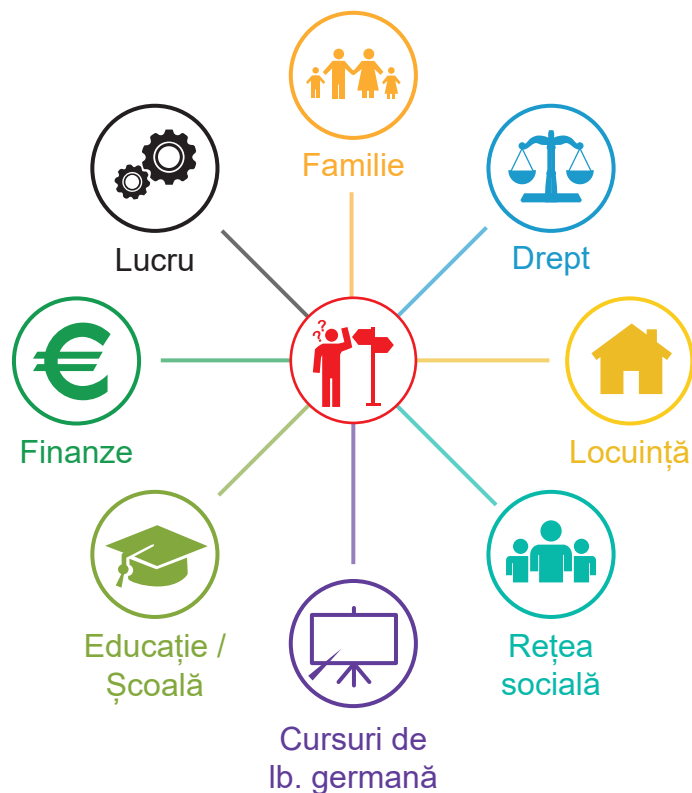 Familie
Lucru
Drept
??
?
Finanze
Locuință
Educație /
Școală
Rețea
socială
Cursuri de
lb. germană